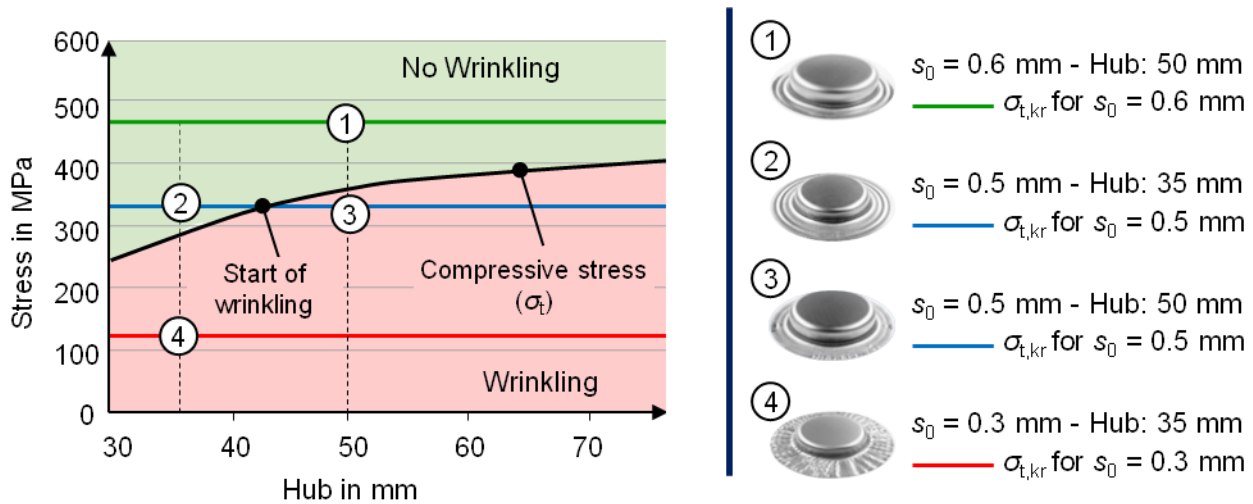 600
500
400
300
200
100
0
Stress in MPa
30
40
50
60
70
Hub in mm
No Wrinkling
Wrinkling
1
2
3
4
Start of
wrinkling
Compressive stress
(σt)
1
s0 = 0.6 mm - Hub: 50 mm
σt,kr for s0 = 0.6 mm
2
s0 = 0.5 mm - Hub: 35 mm
σt,kr for s0 = 0.5 mm
3
s0 = 0.5 mm - Hub: 50 mm
σt,kr for s0 = 0.5 mm
4
s0 = 0.3 mm - Hub: 35 mm
σt,kr for s0 = 0.3 mm